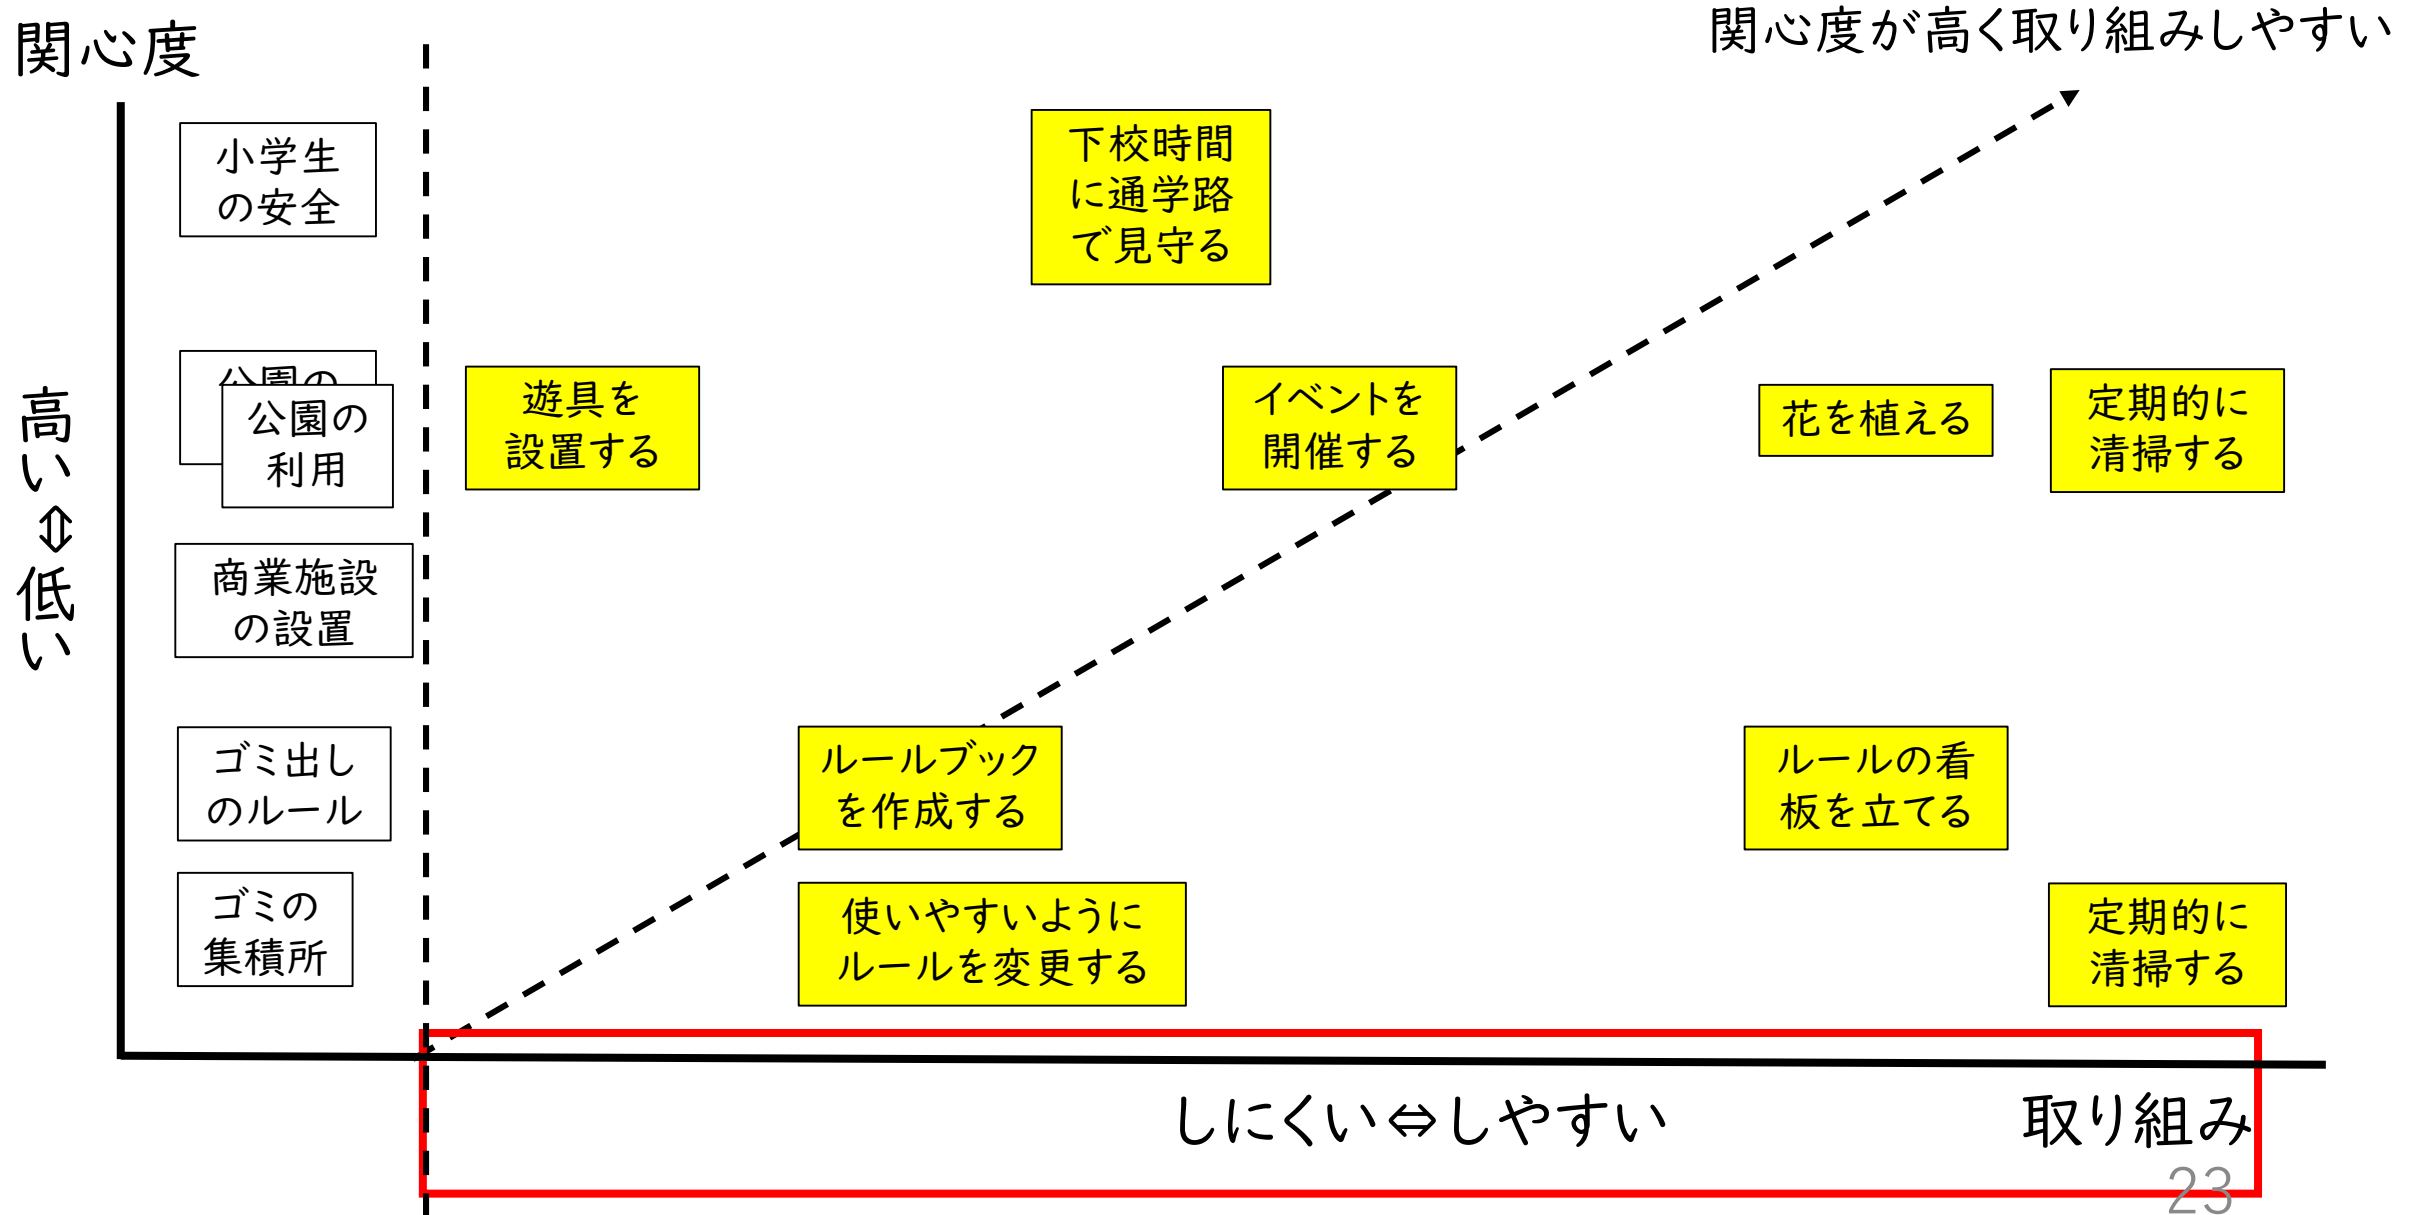 関心度
関心度が高く取り組みしやすい
高い⇔低い
小学生
の安全
下校時間
に通学路
で見守る
公園の
公園の
利用
遊具を
設置する
イベントを
開催する
花を植える
定期的に
清掃する
商業施設
の設置
ゴミ出し
のルール
ルールブック
を作成する
ルールの看
板を立てる
ゴミの
集積所
使いやすいように
ルールを変更する
定期的に
清掃する
しにくい⇔しやすい
取り組み
23